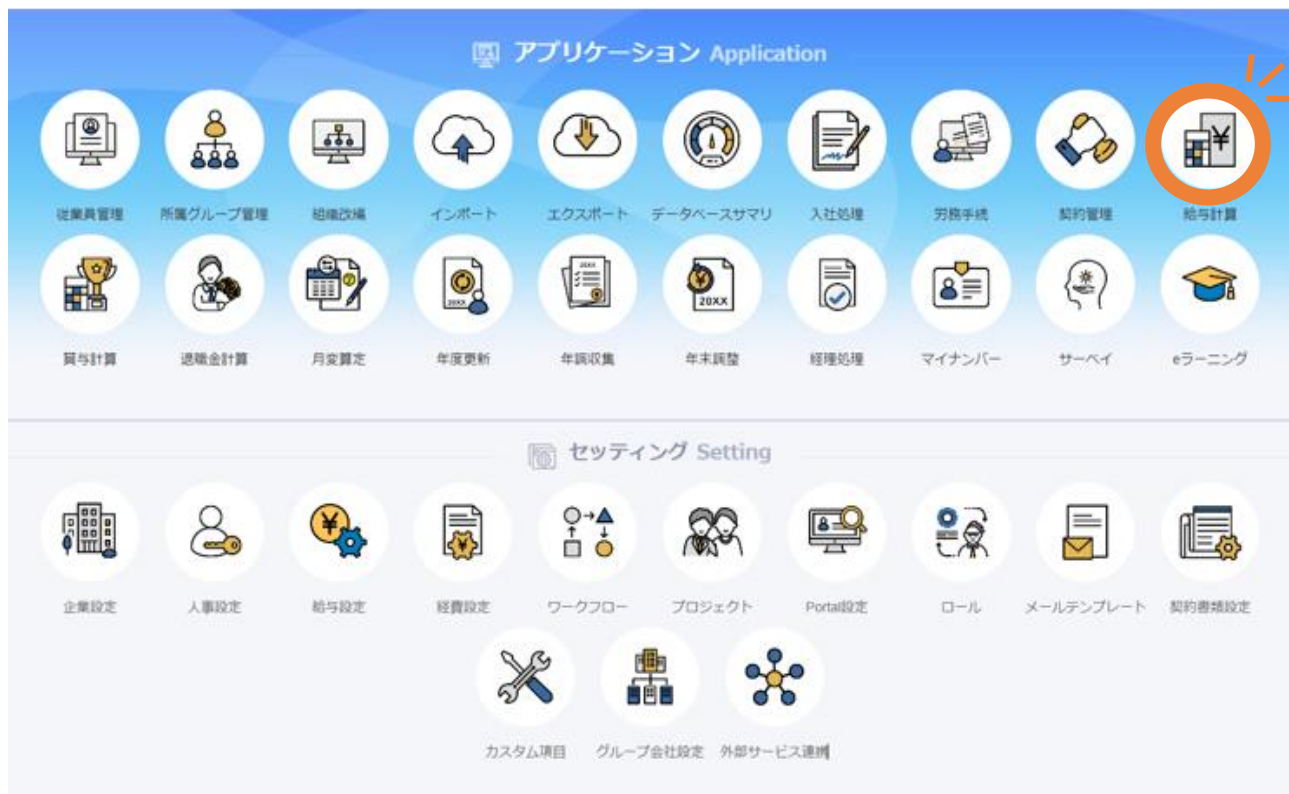 アプリケーション Application
従業員管理 所属グループ管理 組織改編 インポート エクスポート データベースサマリ 入社処理 労務手続 契約管理 給与計算
賞与計算 退職金計算 月変算定 年度更新 年調収集 年末調整 経理処理 マイナンバー サーベイ eラーニング
セッティング Setting
企業設定 人事設定 給与設定 経費設定 ワークフロー プロジェクト Portal設定 ロール メールテンプレート 契約書類設定
カスタム項目 グループ会社設定 外部サービス連携